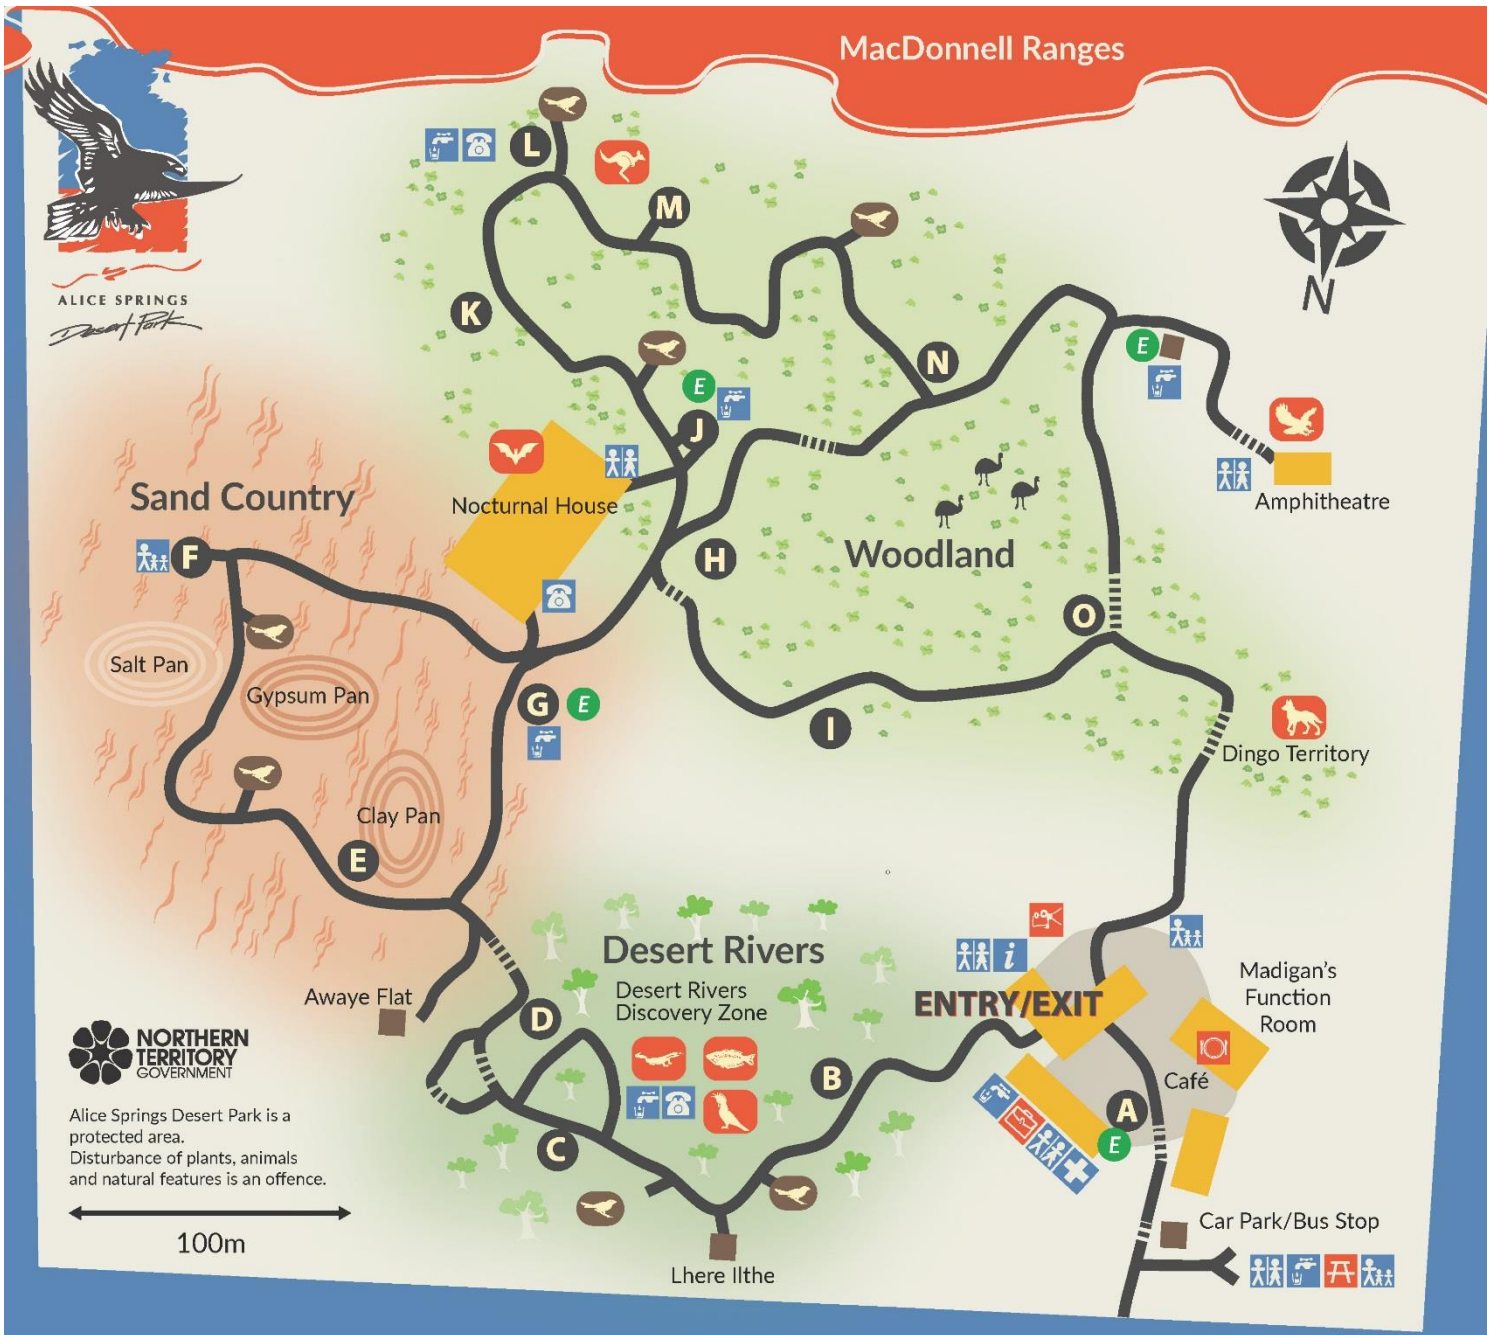 MacDonnell Ranges
ALICE SPRINGS
Desert Park
N
L
M
K
N
E
J
E
Sand Country
Nocturnal House
Amphitheatre
F
H
Woodland
O
Salt Pan
Gypsum Pan
G
E
I
Dingo Territory
Clay Pan
E
Desert Rivers
Desert Rivers
Discovery Zone
i
Madigan's
Function
Room
ENTRY/EXIT
Awaye Flat
D
NORTHERN
TERRITORY
GOVERNMENT
B
Café
A
E
C
Alice Springs Desert Park is a
protected area.
Disturbance of plants, animals
and natural features is an offence.
100m
Car Park/Bus Stop
Lhere Ilthe